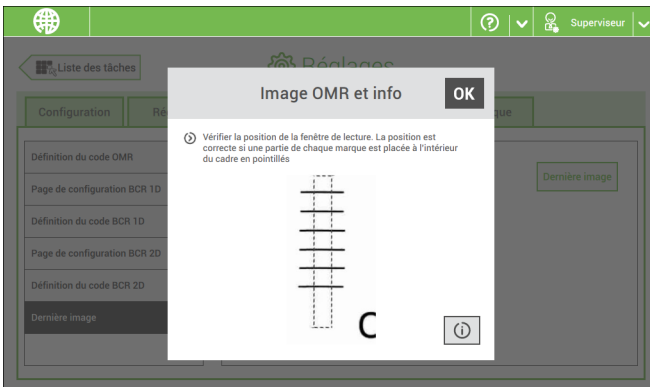 Superviseur
Liste des tâches
Réglages
Configuration
Image OMR et info
OK
Vérifier la position de la fenêtre de lecture. La position est
correcte si une partie de chaque marque est placée à l'intérieur
du cadre en pointillés
Définition du code OMR
Page de configuration BCR 1D
Définition du code BCR 1D
Page de configuration BCR 2D
Définition du code BCR 2D
Dernière image
Dernière image
C